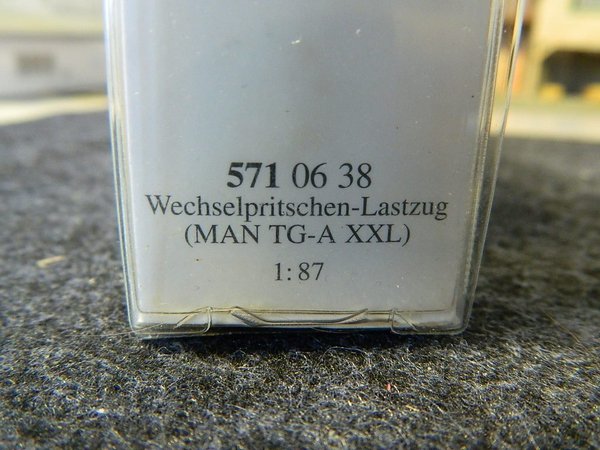 571 06 38
Wechselpritschen-Lastzug
(MAN TG-A XXL)
1:87